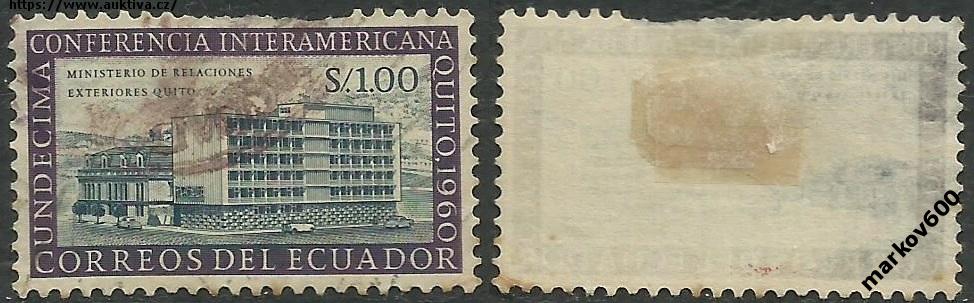 https://www.auktiva.cz/
UNDECIMA
CONFERENCIA INTERAMERICANA
QUITO, 1960
MINISTERIO DE RELACIONES
EXTERIORES QUITO
S/.1.00
CORREOS DEL ECUADOR
markov600